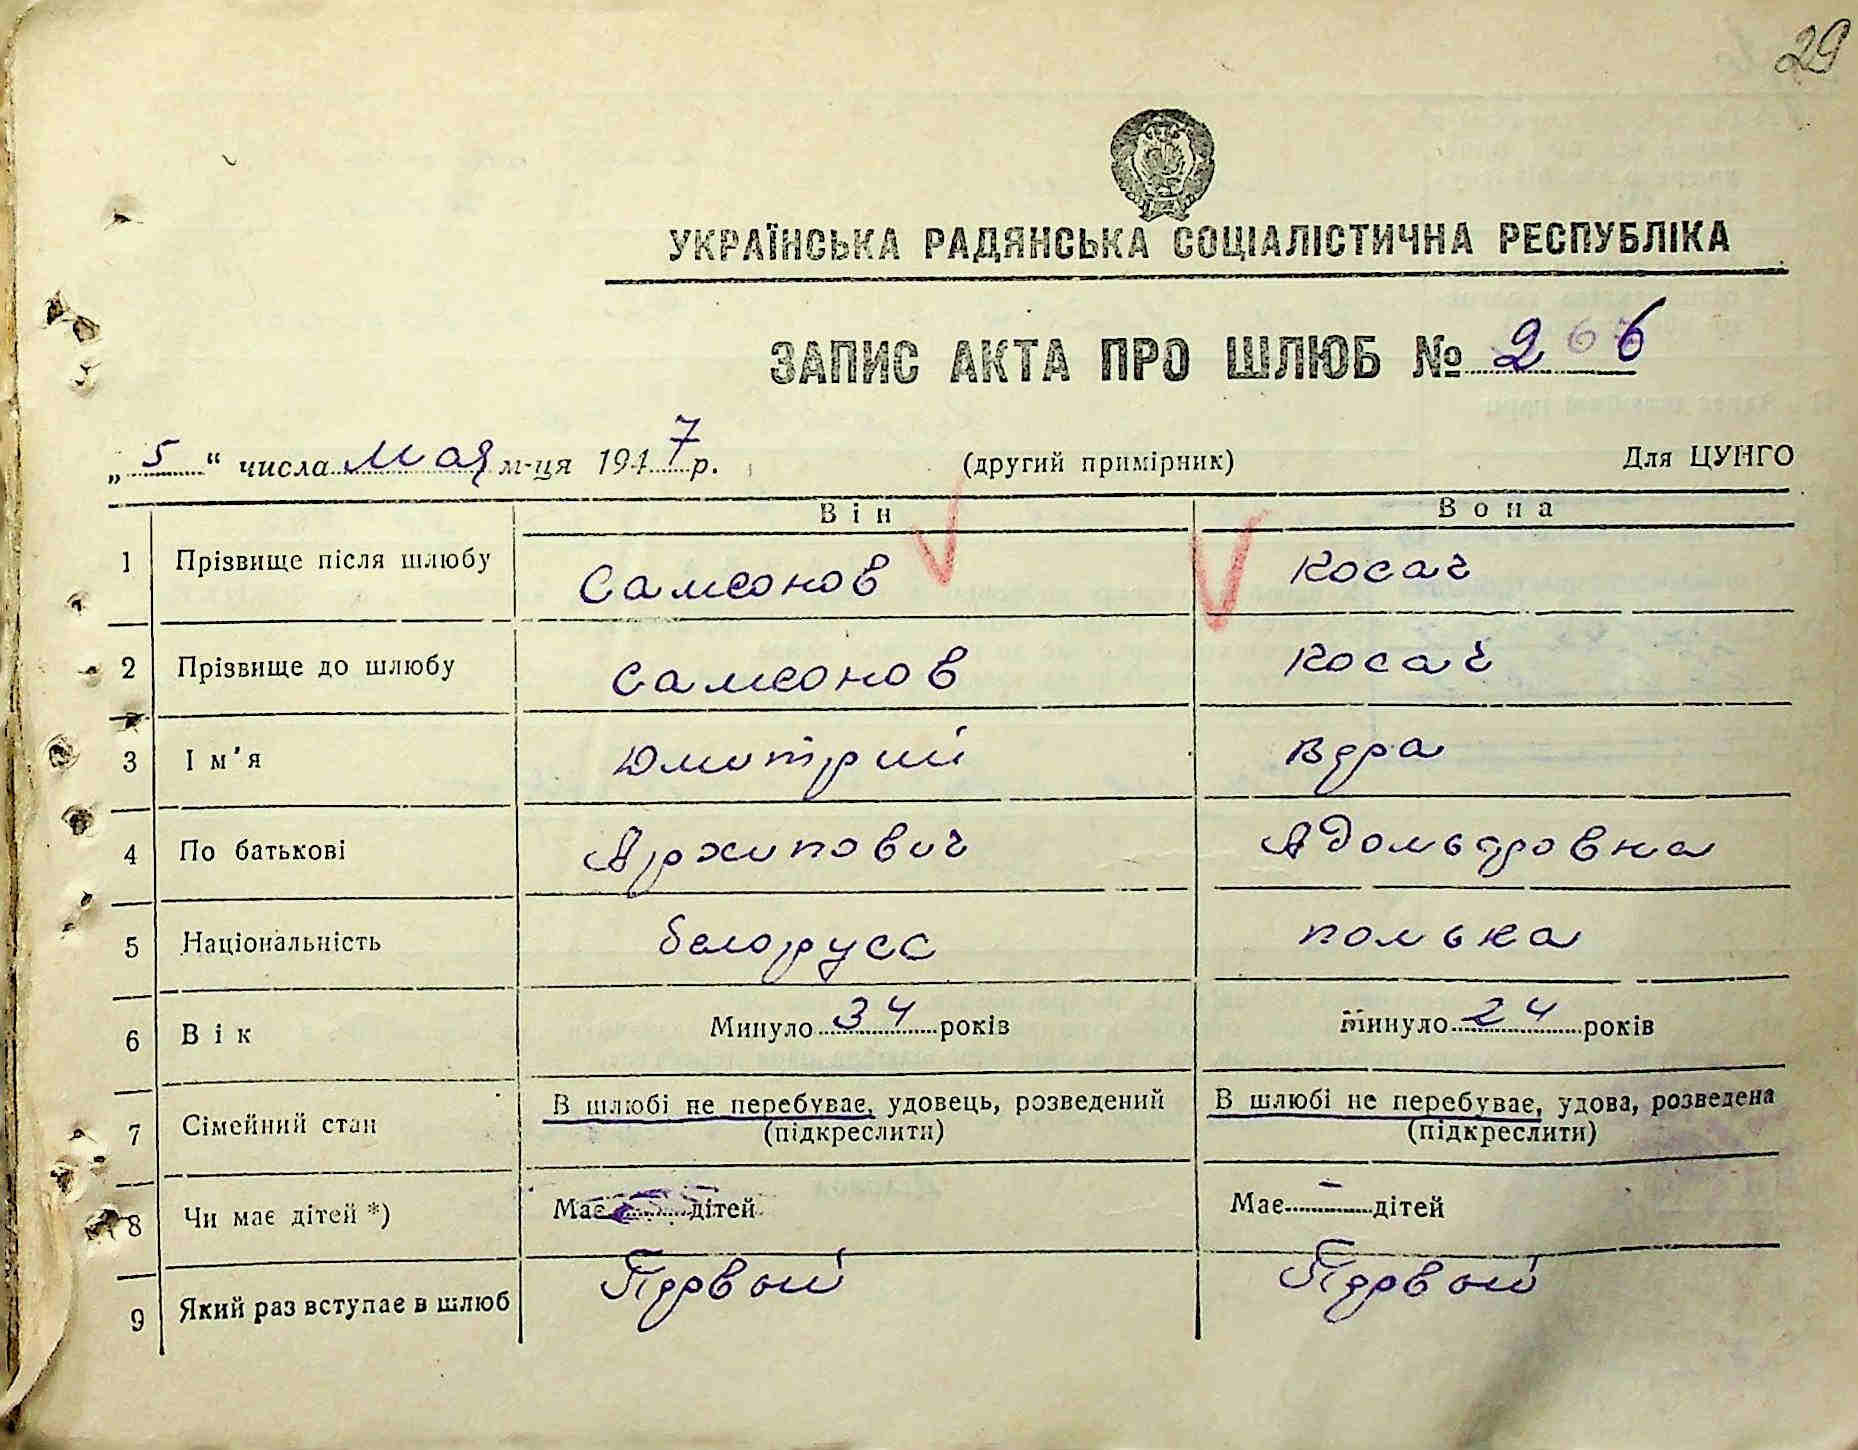 29
УКРАЇНСЬКА РАДЯНСЬКА СОЦІАЛІСТИЧНА РЕСПУБЛІКА
ЗАПИС АКТА ПРО ШЛЮБ № 266
„ 5 “ числа мая м-ця 1947 р. (другий примірник) Для ЦУНГО
Він Вона
1 Прізвище після шлюбу Самсонов Косач
2 Прізвище до шлюбу Самсонов Косач
3 Ім'я Дмитрий Вера
4 По батькові Архипович Адольфовна
5 Національність белорусс полька
6 Вік Минуло 34 років Минуло 24 років
7 Сімейний стан В шлюбі не перебуває, удовець, розведений В шлюбі не перебуває, удова, розведена
(підкреслити) (підкреслити)
8 Чи має дітей *) Має дітей Має - дітей
9 Який раз вступає в шлюб Первый Первый